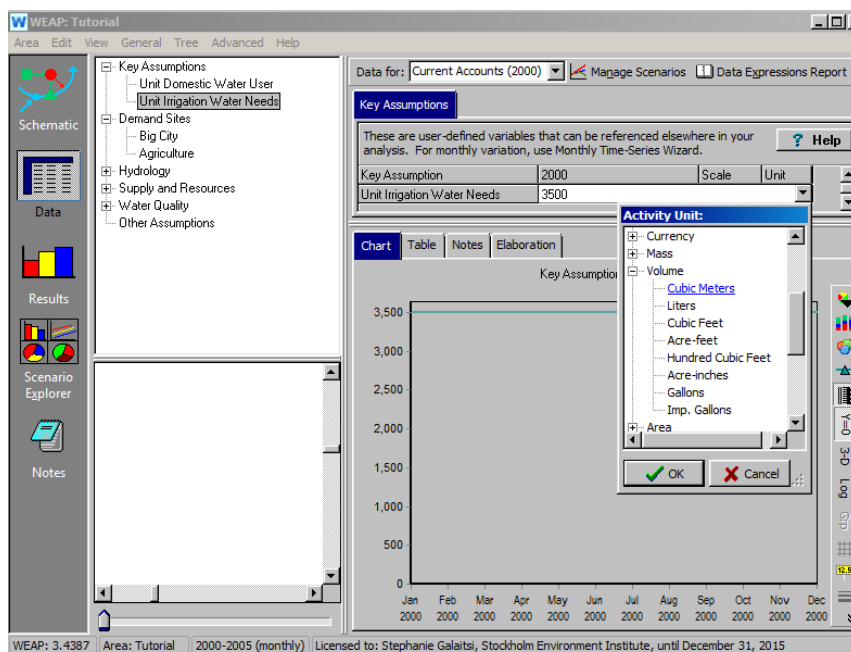 WEAP: Tutorial
Area Edit View General Tree Advanced Help
Schematic
Data
Results
Scenario
Explorer
Notes
Key Assumptions
Unit Domestic Water User
Unit Irrigation Water Needs
Demand Sites
Big City
Agriculture
Hydrology
Supply and Resources
Water Quality
Other Assumptions
Data for: Current Accounts (2000) Manage Scenarios Data Expressions Report
Key Assumptions
These are user-defined variables that can be referenced elsewhere in your
analysis. For monthly variation, use Monthly Time-Series Wizard.
? Help
Key Assumption 2000 Scale Unit
Unit Irrigation Water Needs 3500
Activity Unit:
Currency
Mass
Volume
Cubic Meters
Liters
Cubic Feet
Acre-feet
Hundred Cubic Feet
Acre-inches
Gallons
Imp. Gallons
Area
OK Cancel
Chart Table Notes Elaboration
Key Assumption
3,500
3,000
2,500
2,000
1,500
1,000
500
0
Jan Feb Mar Apr May Jun Jul Aug Sep Oct Nov Dec
2000 2000 2000 2000 2000 2000 2000 2000 2000 2000 2000 2000
Y=0
3-D
Log
Grp
12.5
WEAP: 3.4387 Area: Tutorial 2000-2005 (monthly) Licensed to: Stephanie Galaitsi, Stockholm Environment Institute, until December 31, 2015